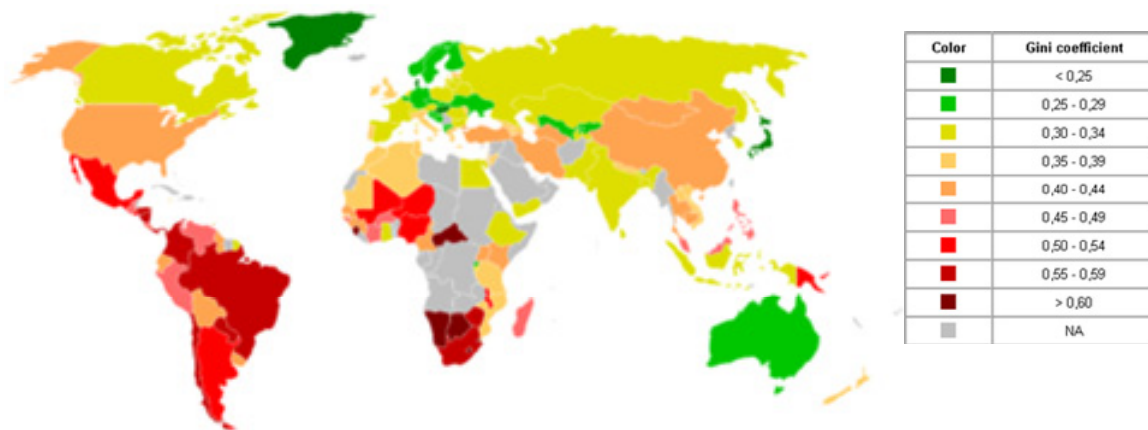 Color Gini coefficient
< 0,25
0,25 - 0,29
0,30 - 0,34
0,35 - 0,39
0,40 - 0,44
0,45 - 0,49
0,50 - 0,54
0,55 - 0,59
> 0,60
NA